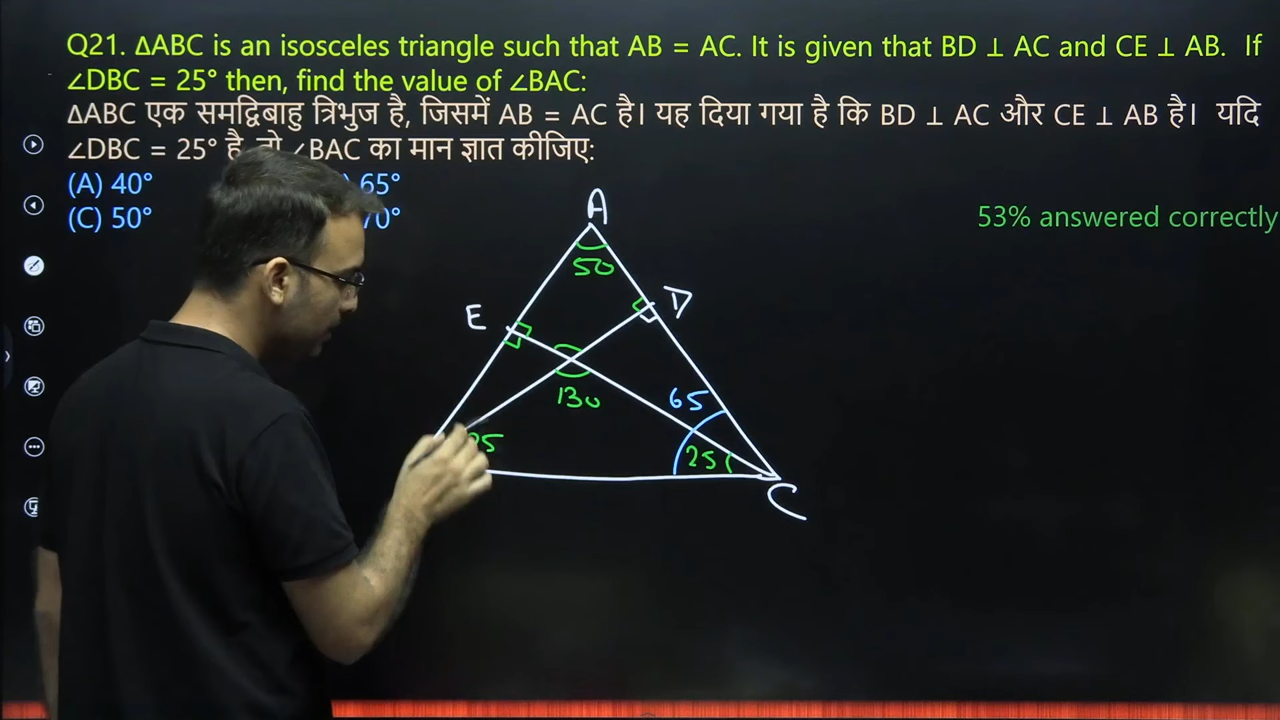 Q21. ΔABC is an isosceles triangle such that AB = AC. It is given that BD ⊥ AC and CE ⊥ AB. If
∠DBC = 25° then, find the value of ∠BAC:
ΔABC एक समद्विबाहु त्रिभुज है, जिसमें AB = AC है। यह दिया गया है कि BD ⊥ AC और CE ⊥ AB है। यदि
∠DBC = 25° है, तो ∠BAC का मान ज्ञात कीजिए:
(A) 40° 65°
(C) 50° 70°
53% answered correctly
A
50
E
D
130
65
25
25
C